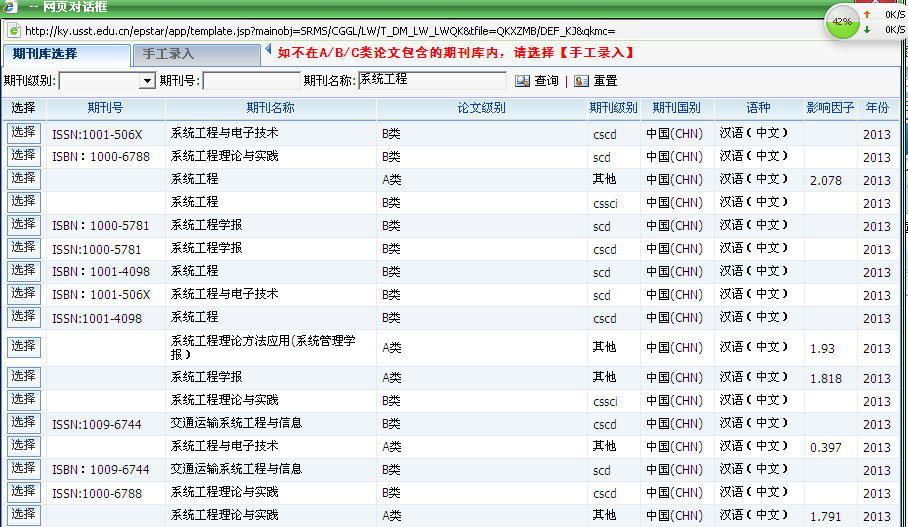 -- 网页对话框
http://ky.usst.edu.cn/epstar/app/template.jsp?mainobj=SRMS/CGGL/LW/T_DM_LW_LWQK&tfile=QKXZMB/DEF_KJ&qkmc=
42% 0K/S
0K/S
期刊库选择 手工录入 如不在A/B/C类论文包含的期刊库内，请选择【手工录入】
期刊级别: 期刊号: 期刊名称: 系统工程 查询 | 重置
选择 期刊号 期刊名称 论文级别 期刊级别 期刊国别 语种 影响因子 年份
选择 ISSN:1001-506X 系统工程与电子技术 B类 cscd 中国(CHN) 汉语（中文） 2013
选择 ISBN：1000-6788 系统工程理论与实践 B类 scd 中国(CHN) 汉语（中文） 2013
选择 系统工程 A类 其他 中国(CHN) 汉语（中文） 2.078 2013
选择 系统工程 B类 cssci 中国(CHN) 汉语（中文） 2013
选择 ISBN：1000-5781 系统工程学报 B类 scd 中国(CHN) 汉语（中文） 2013
选择 ISSN:1000-5781 系统工程学报 B类 cscd 中国(CHN) 汉语（中文） 2013
选择 ISBN：1001-4098 系统工程 B类 scd 中国(CHN) 汉语（中文） 2013
选择 ISBN：1001-506X 系统工程与电子技术 B类 scd 中国(CHN) 汉语（中文） 2013
选择 ISSN:1001-4098 系统工程 B类 cscd 中国(CHN) 汉语（中文） 2013
选择 系统工程理论方法应用(系统管理学
报） A类 其他 中国(CHN) 汉语（中文） 1.93 2013
选择 系统工程学报 A类 其他 中国(CHN) 汉语（中文） 1.818 2013
选择 系统工程理论与实践 B类 cssci 中国(CHN) 汉语（中文） 2013
选择 ISSN:1009-6744 交通运输系统工程与信息 B类 cscd 中国(CHN) 汉语（中文） 2013
选择 系统工程与电子技术 A类 其他 中国(CHN) 汉语（中文） 0.397 2013
选择 ISBN：1009-6744 交通运输系统工程与信息 B类 scd 中国(CHN) 汉语（中文） 2013
选择 ISSN:1000-6788 系统工程理论与实践 B类 cscd 中国(CHN) 汉语（中文） 2013
选择 系统工程理论与实践 A类 其他 中国(CHN) 汉语（中文） 1.791 2013